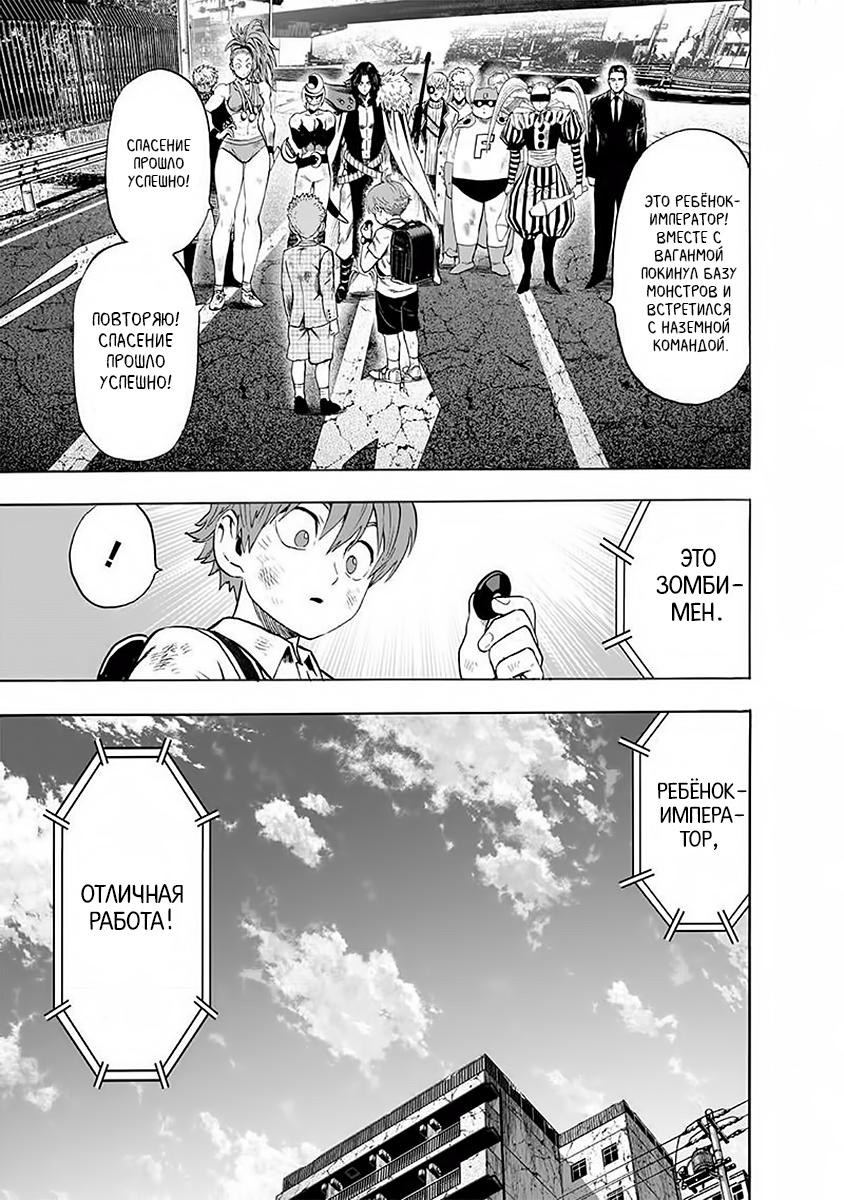 ЭТО РЕБЁНОК-
ИМПЕРАТОР!
ВМЕСТЕ С
ВАГАНМОЙ
ПОКИНУЛ БАЗУ
МОНСТРОВ И
ВСТРЕТИЛСЯ
С НАЗЕМНОЙ
КОМАНДОЙ.
СПАСЕНИЕ
ПРОШЛО
УСПЕШНО!
ПОВТОРЯЮ!
СПАСЕНИЕ
ПРОШЛО
УСПЕШНО!
F
ЭТО
ЗОМБИ-
МЕН.
!
РЕБЁНОК-
ИМПЕРА-
ТОР,
ОТЛИЧНАЯ
РАБОТА!